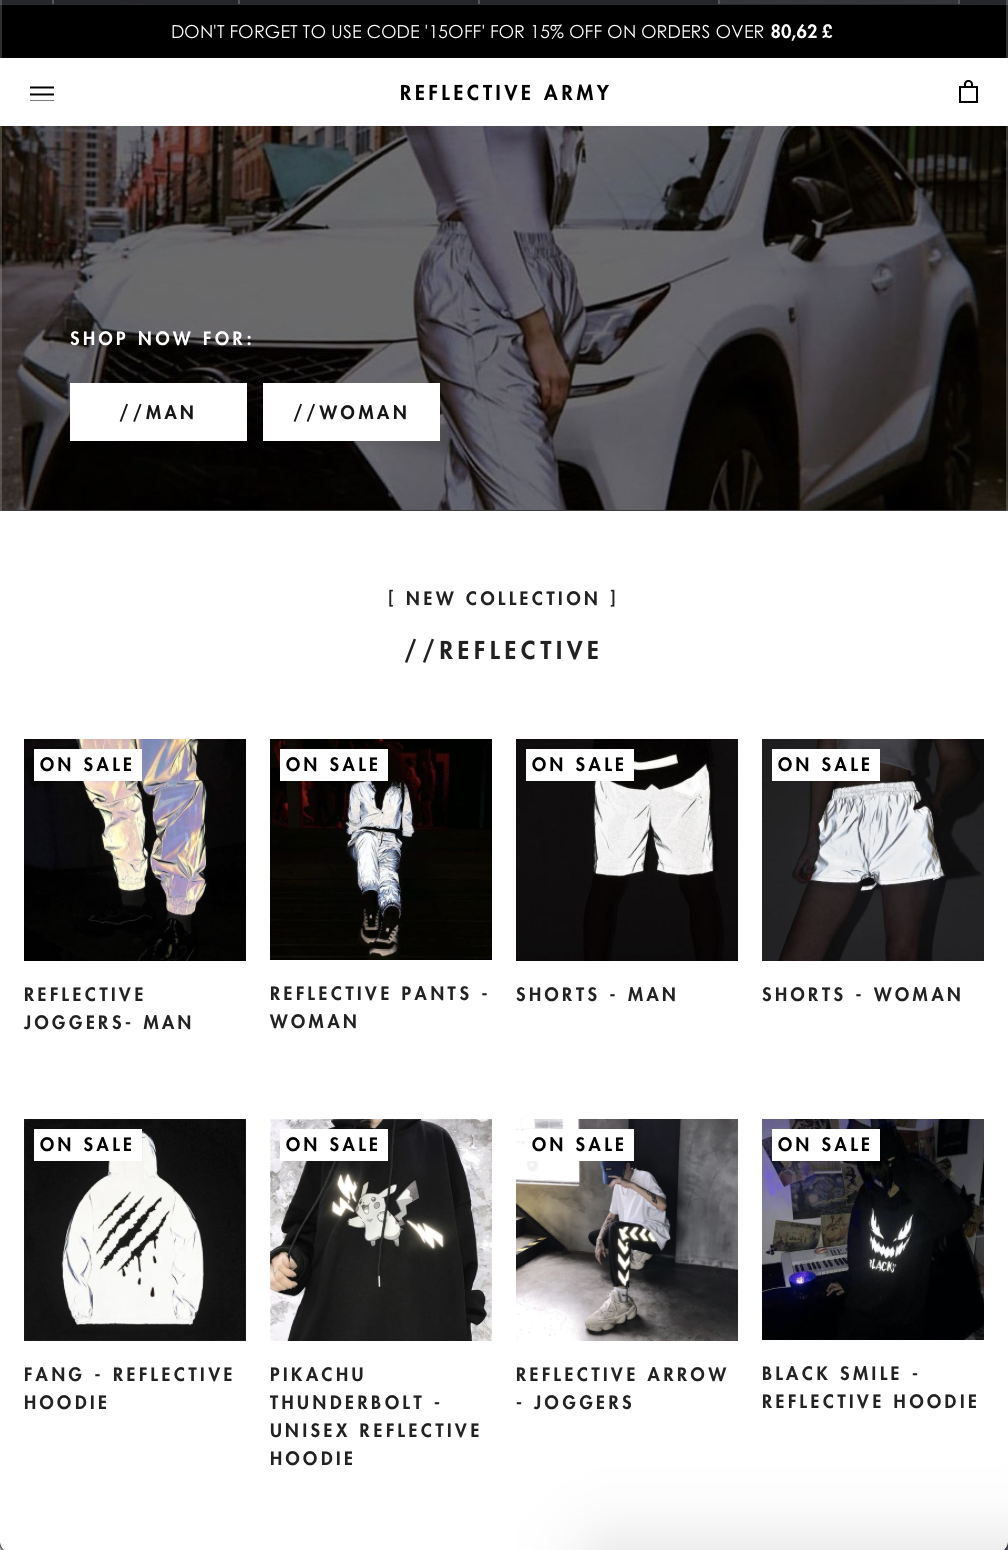 DON'T FORGET TO USE CODE '15OFF' FOR 15% OFF ON ORDERS OVER 80,62 £
REFLECTIVE ARMY
SHOP NOW FOR:
//MAN
//WOMAN
[ NEW COLLECTION ]
//REFLECTIVE
ON SALE
ON SALE
ON SALE
ON SALE
REFLECTIVE
JOGGERS- MAN
REFLECTIVE PANTS -
WOMAN
SHORTS - MAN
SHORTS - WOMAN
ON SALE
ON SALE
ON SALE
ON SALE
BLACK
FANG - REFLECTIVE
HOODIE
PIKACHU
THUNDERBOLT -
UNISEX REFLECTIVE
HOODIE
REFLECTIVE ARROW
- JOGGERS
BLACK SMILE -
REFLECTIVE HOODIE